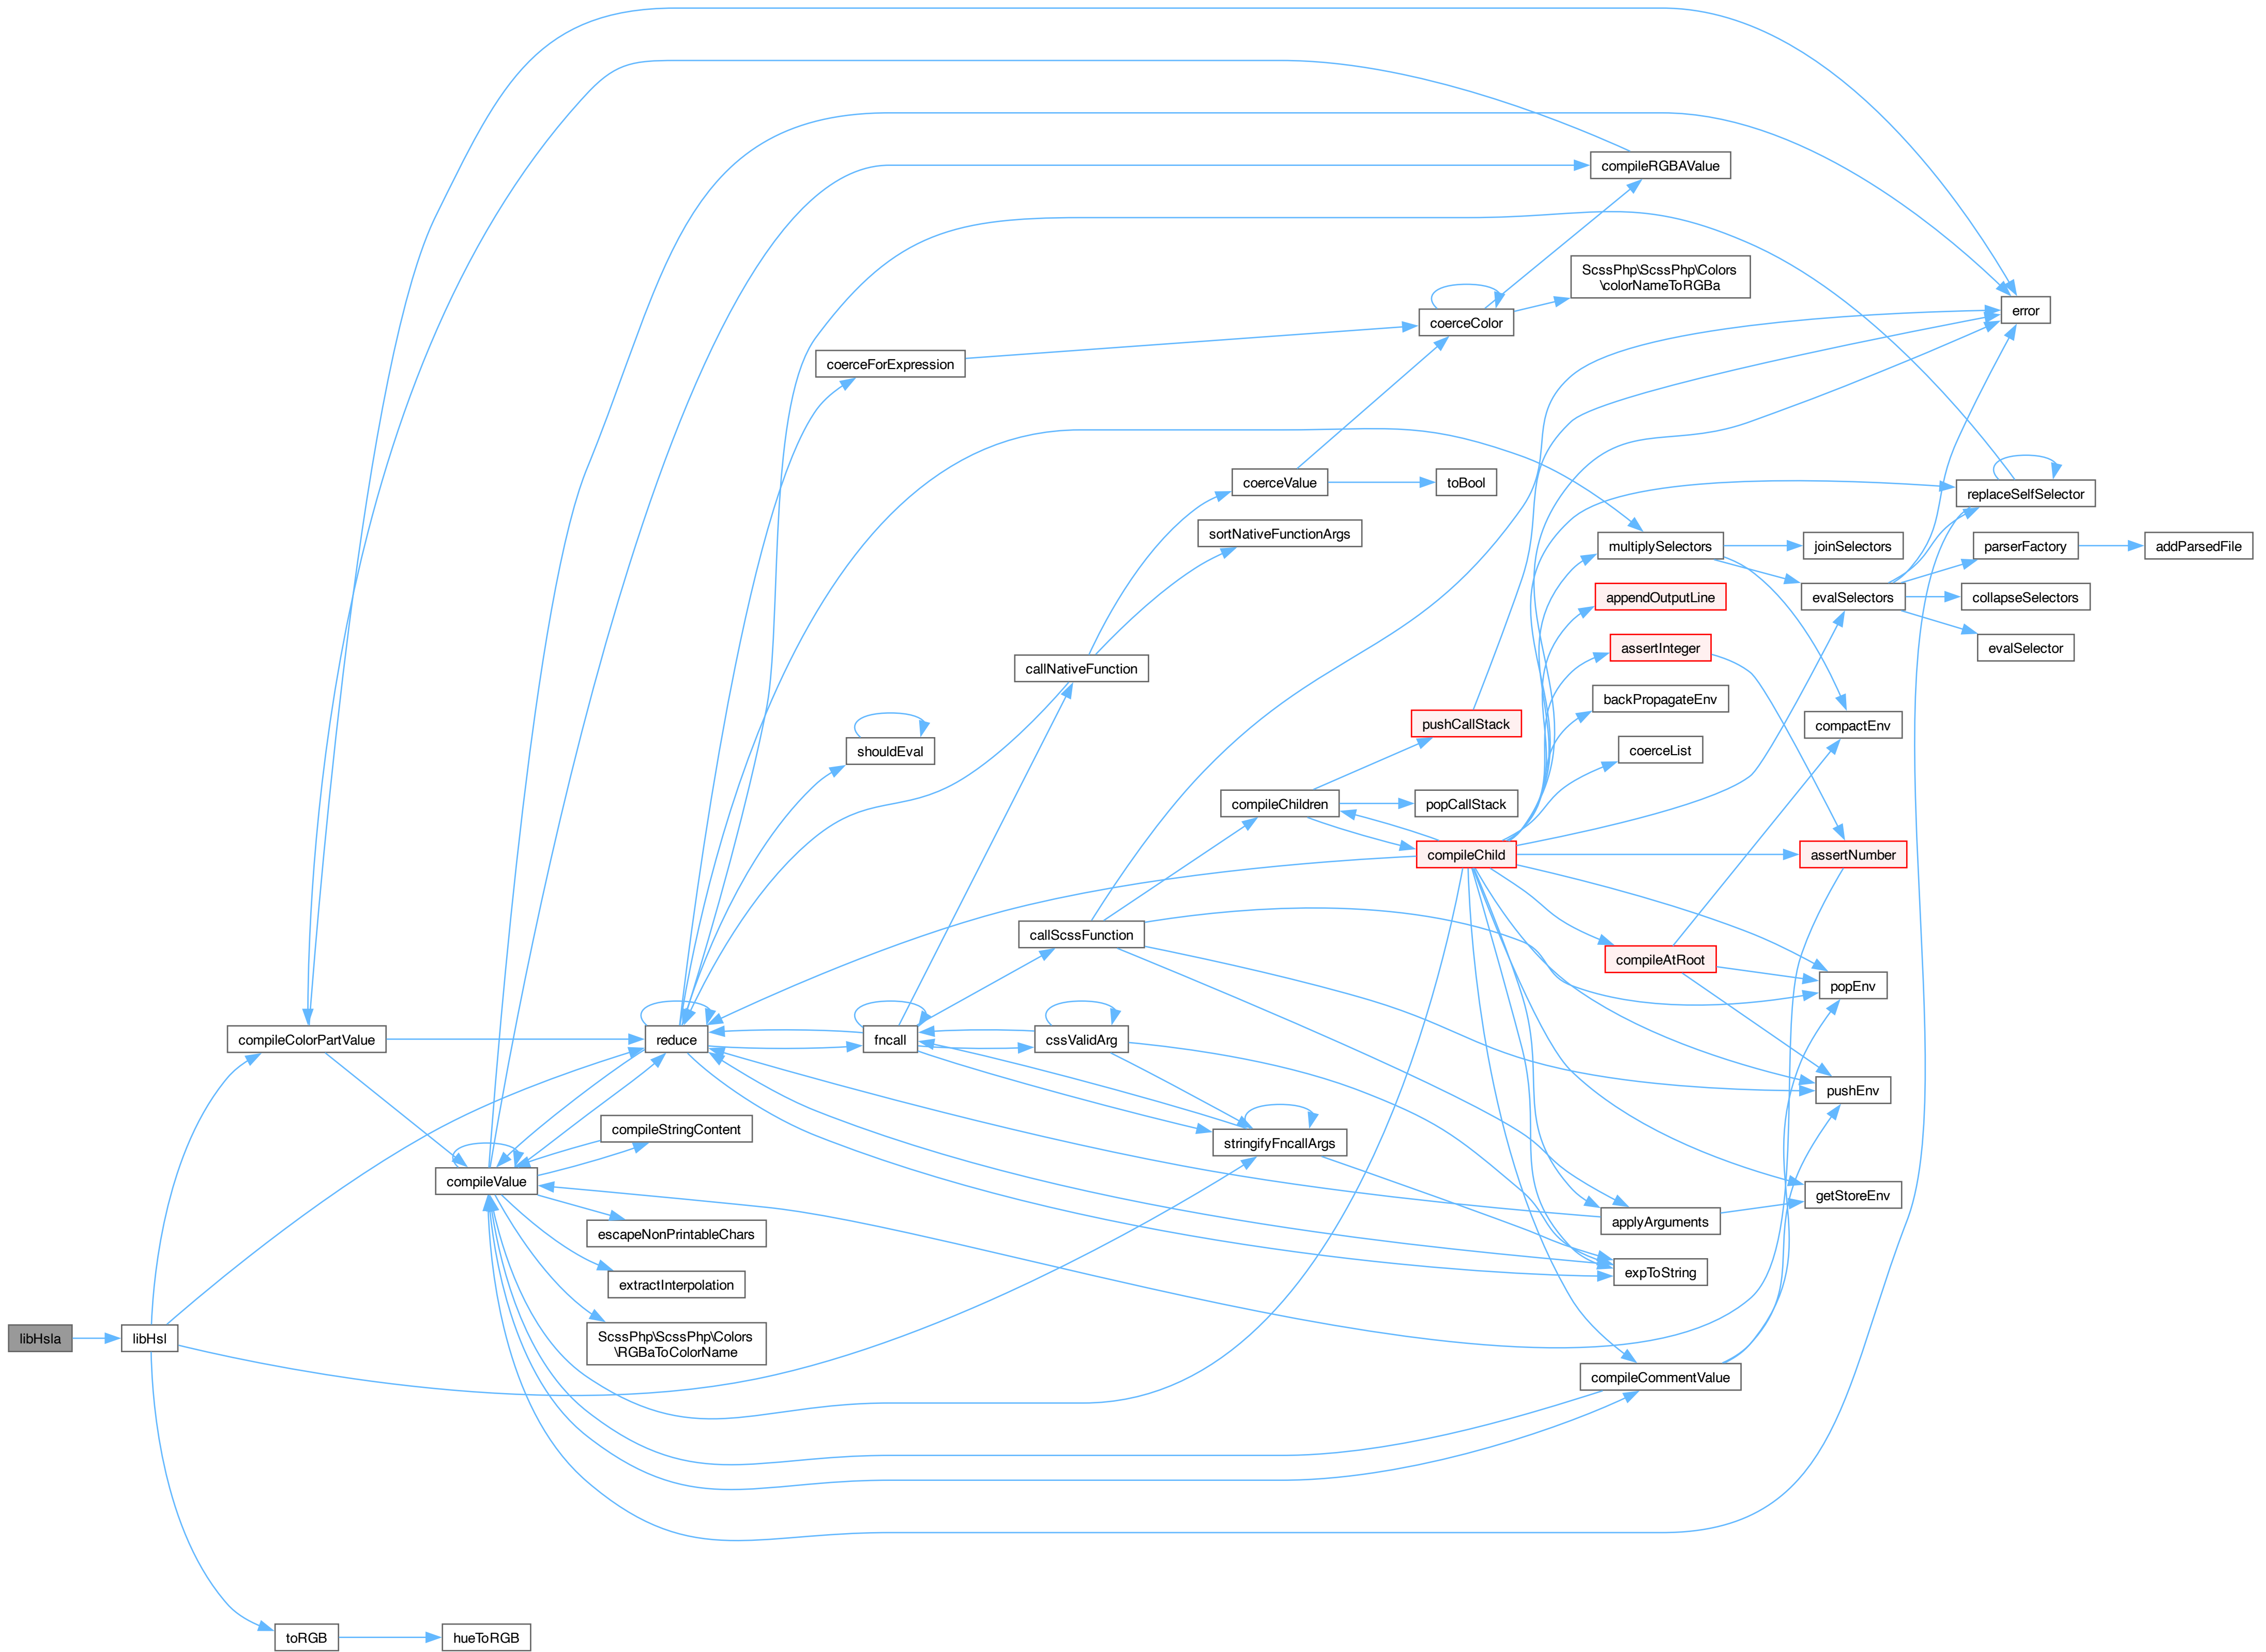 compileRGBAValue
ScssPhp\ScssPhp\Colors
\colorNameToRGBa
error
coerceColor
coerceForExpression
coerceValue
toBool
replaceSelfSelector
sortNativeFunctionArgs
multiplySelectors
joinSelectors
parserFactory
addParsedFile
appendOutputLine
evalSelectors
collapseSelectors
assertInteger
evalSelector
callNativeFunction
backPropagateEnv
pushCallStack
compactEnv
shouldEval
coerceList
compileChildren
popCallStack
compileChild
assertNumber
callScssFunction
compileAtRoot
popEnv
compileColorPartValue
reduce
fncall
cssValidArg
pushEnv
compileStringContent
stringifyFncallArgs
compileValue
getStoreEnv
applyArguments
escapeNonPrintableChars
expToString
extractInterpolation
libHsla
libHsl
ScssPhp\ScssPhp\Colors
\RGBaToColorName
compileCommentValue
toRGB
hueToRGB